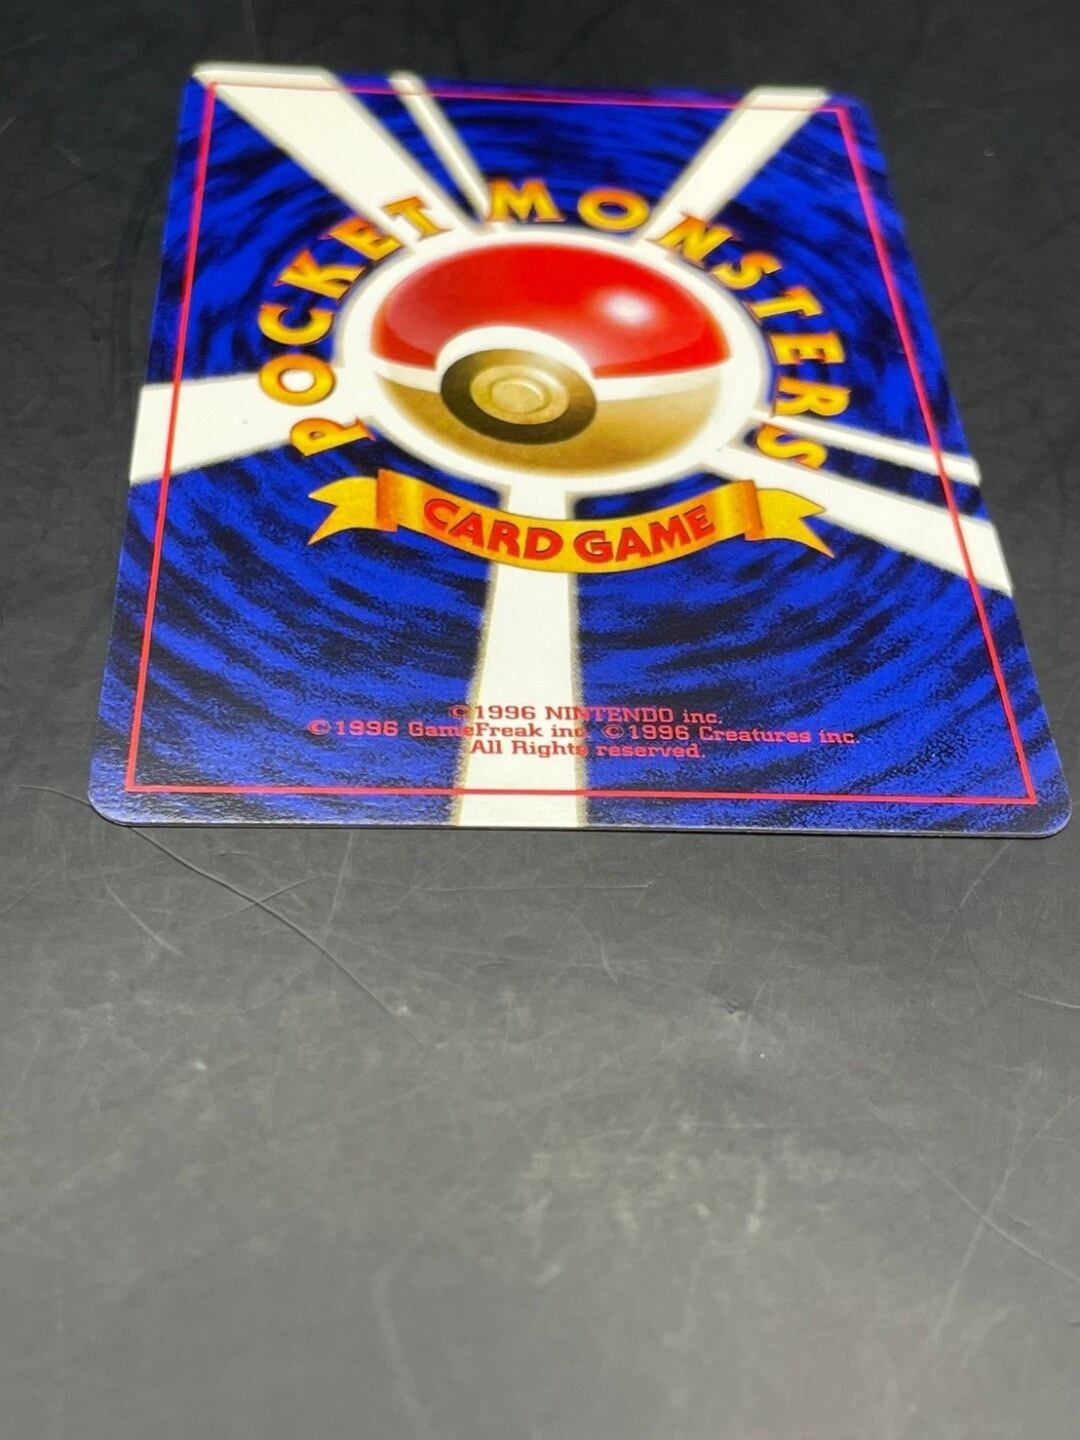 POCKET MONSTERS
CARD GAME
©1996 NINTENDO inc.
©1996 GameFreak inc. ©1996 Creatures inc.
All Rights reserved.